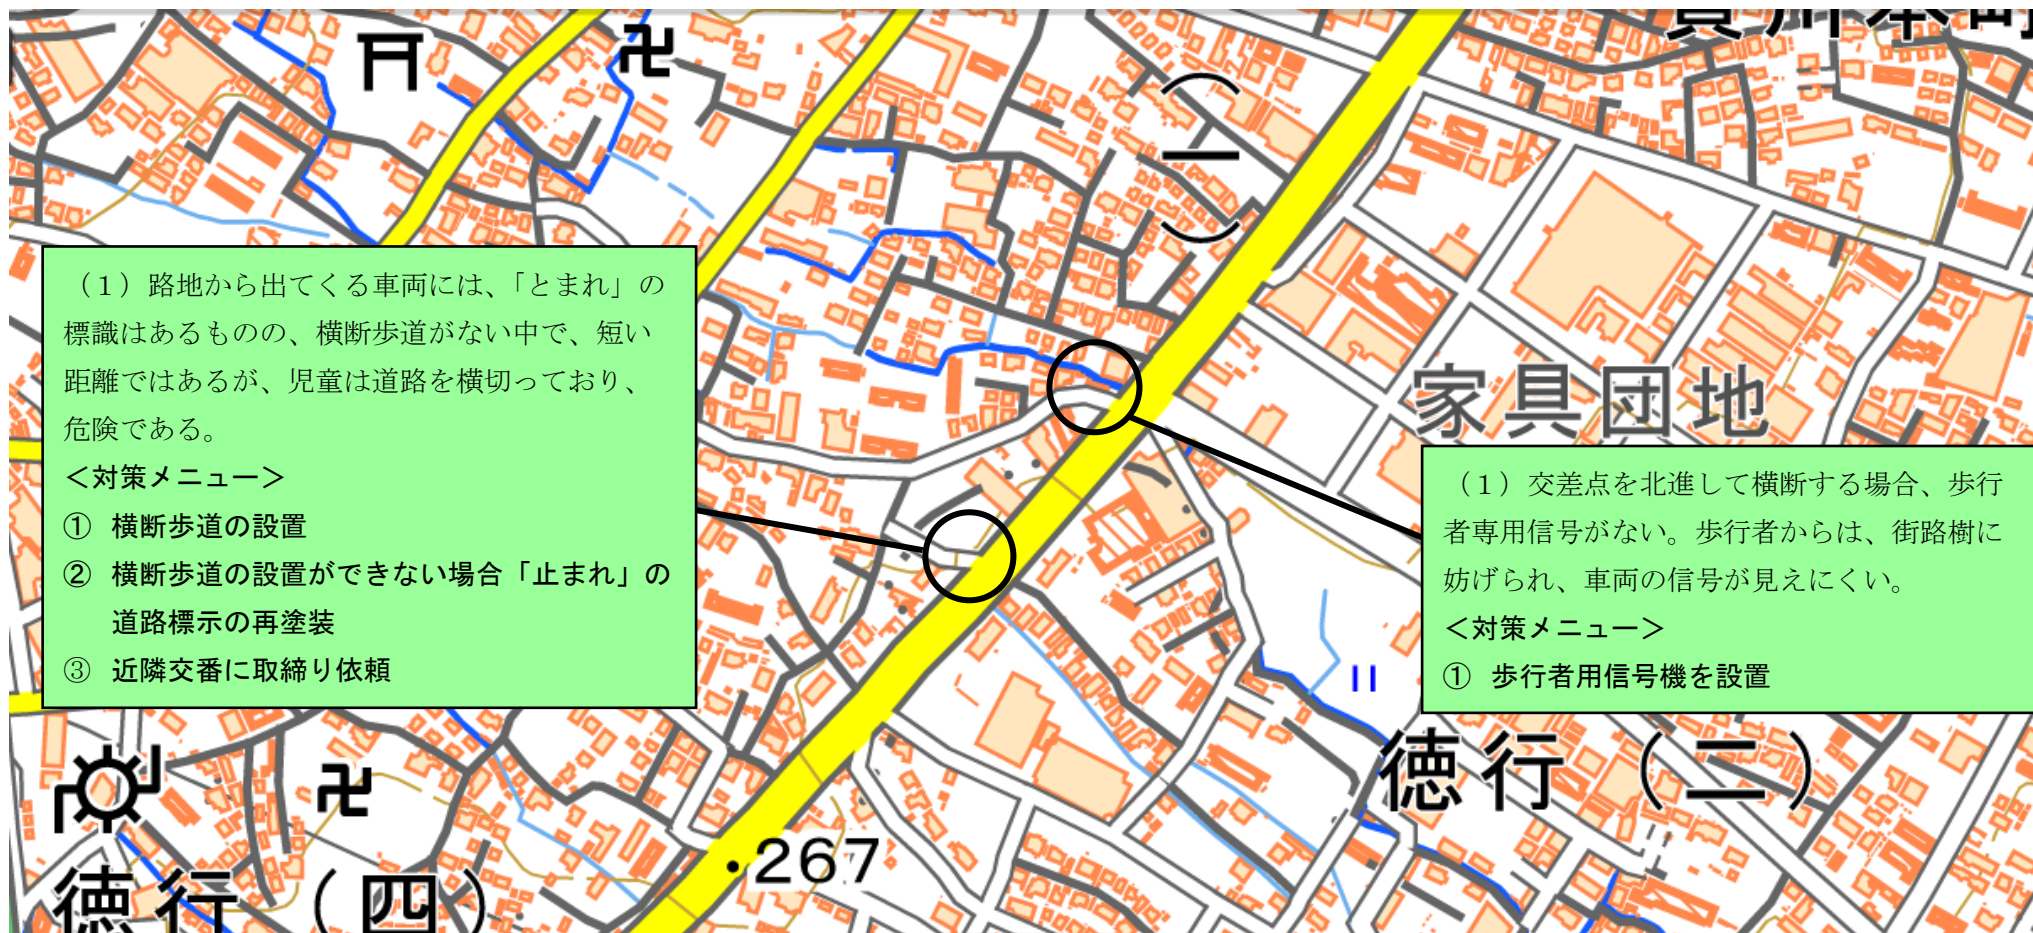 （一）
（１）路地から出てくる車両には、「とまれ」の
標識はあるものの、横断歩道がない中で、短い
距離ではあるが、児童は道路を横切っており、
危険である。
＜対策メニュー＞
① 横断歩道の設置
② 横断歩道の設置ができない場合「止まれ」の
道路標示の再塗装
③ 近隣交番に取締り依頼
家具団地
（１）交差点を北進して横断する場合、歩行
者専用信号がない。歩行者からは、街路樹に
妨げられ、車両の信号が見えにくい。
＜対策メニュー＞
① 歩行者用信号機を設置
徳行（二）
・267
徳行（四）